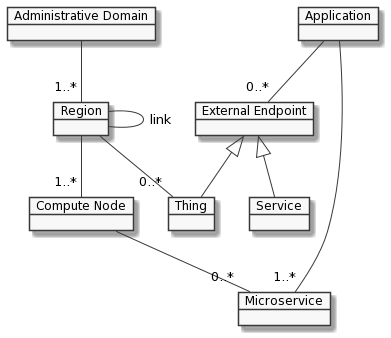 Administrative Domain
Application
1..*
0..*
Region
link
External Endpoint
1..*
0..*
Compute Node
Thing
Service
0..*
1..*
Microservice